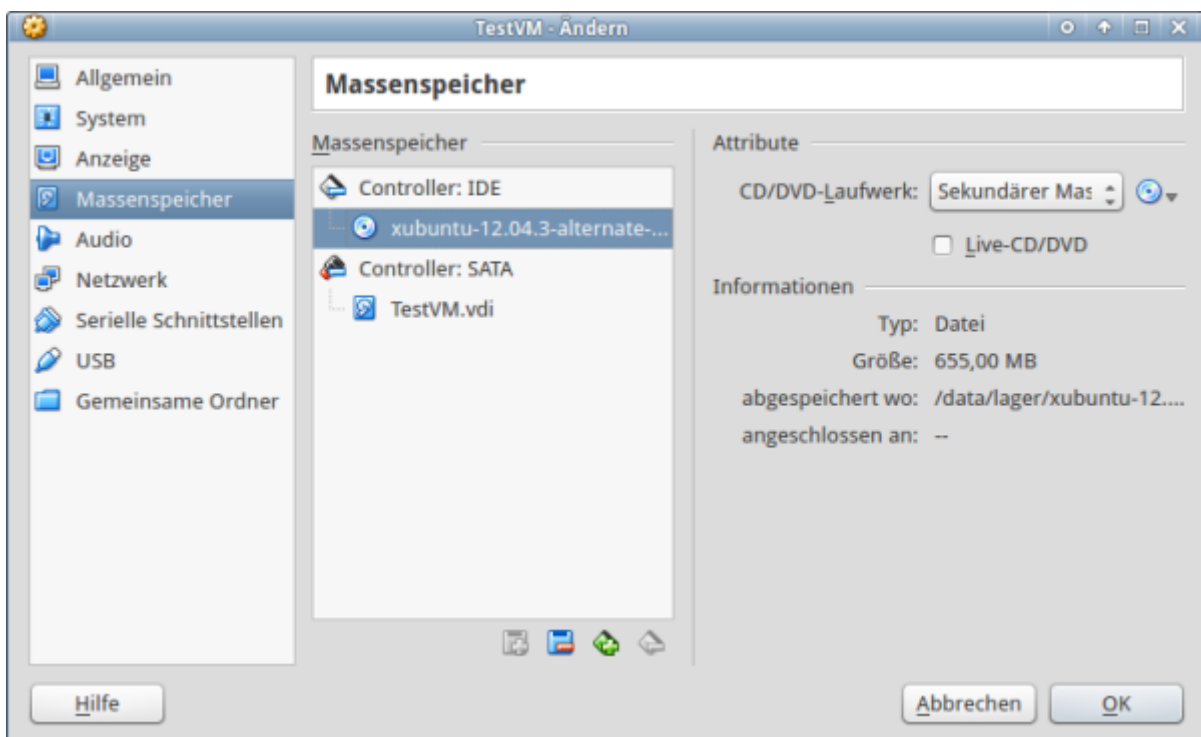 TestVM - Ändern
Allgemein
System
Anzeige
Massenspeicher
Audio
Netzwerk
Serielle Schnittstellen
USB
Gemeinsame Ordner
Massenspeicher
Massenspeicher
Controller: IDE
xubuntu-12.04.3-alternate-...
Controller: SATA
TestVM.vdi
Attribute
CD/DVD-Laufwerk: Sekundärer Mas
Live-CD/DVD
Informationen
Typ: Datei
Größe: 655,00 MB
abgespeichert wo: /data/lager/xubuntu-12....
angeschlossen an: --
Hilfe
Abbrechen
OK